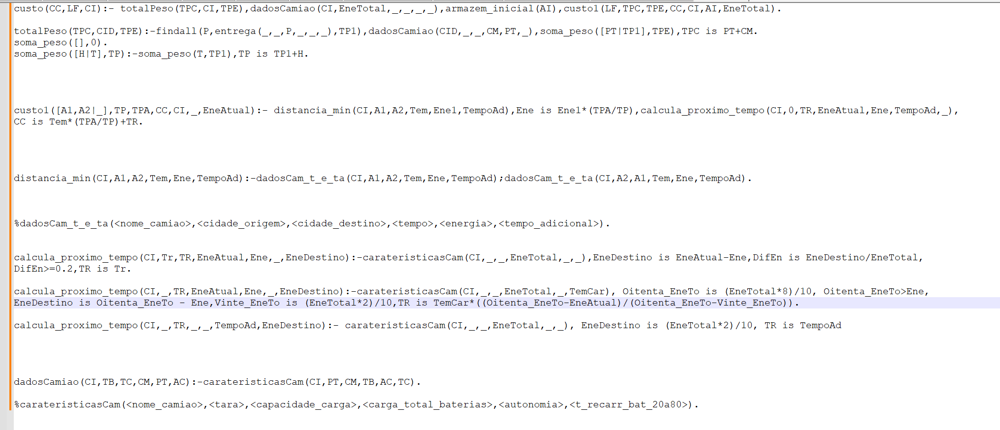 custo(CC,LF,CI):- totalPeso(TPC,CI,TPE),dadosCamiao(CI,EneTotal,_,_,_,_),armazem_inicial(AI),custo1(LF,TPC,TPE,CC,CI,AI,EneTotal).
totalPeso(TPC,CID,TPE):-findall(P,entrega(_,_,P,_,_,_),TP1),dadosCamiao(CID,_,_,CM,PT,_),soma_peso([PT|TP1],TPE),TPC is PT+CM.
soma_peso([],0).
soma_peso([H|T],TP):-soma_peso(T,TP1),TP is TP1+H.
custo1([A1,A2|_],TP,TPA,CC,CI,_,EneAtual):- distancia_min(CI,A1,A2,Tem,Ene1,TempoAd),Ene is Ene1*(TPA/TP),calcula_proximo_tempo(CI,0,TR,EneAtual,Ene,TempoAd,_),
CC is Tem*(TPA/TP)+TR.
distancia_min(CI,A1,A2,Tem,Ene,TempoAd):-dadosCam_t_e_ta(CI,A1,A2,Tem,Ene,TempoAd);dadosCam_t_e_ta(CI,A2,A1,Tem,Ene,TempoAd).
%dadosCam_t_e_ta(<nome_camiao>,<cidade_origem>,<cidade_destino>,<tempo>,<energia>,<tempo_adicional>).
calcula_proximo_tempo(CI,Tr,TR,EneAtual,Ene,_,EneDestino):-carateristicasCam(CI,_,_,EneTotal,_,_),EneDestino is EneAtual-Ene,DifEn is EneDestino/EneTotal,
DifEn>=0.2,TR is Tr.
calcula_proximo_tempo(CI,_,TR,EneAtual,Ene,_,EneDestino):-carateristicasCam(CI,_,_,EneTotal,_,TemCar), Oitenta_EneTo is (EneTotal*8)/10, Oitenta_EneTo>Ene,
EneDestino is Oitenta_EneTo - Ene,Vinte_EneTo is (EneTotal*2)/10,TR is TemCar*((Oitenta_EneTo-EneAtual)/(Oitenta_EneTo-Vinte_EneTo)).
calcula_proximo_tempo(CI,_,TR,_,_,TempoAd,EneDestino):- carateristicasCam(CI,_,_,EneTotal,_,_), EneDestino is (EneTotal*2)/10, TR is TempoAd
dadosCamiao(CI,TB,TC,CM,PT,AC):-carateristicasCam(CI,PT,CM,TB,AC,TC).
%carateristicasCam(<nome_camiao>,<tara>,<capacidade_carga>,<carga_total_baterias>,<autonomia>,<t_recarr_bat_20a80>).